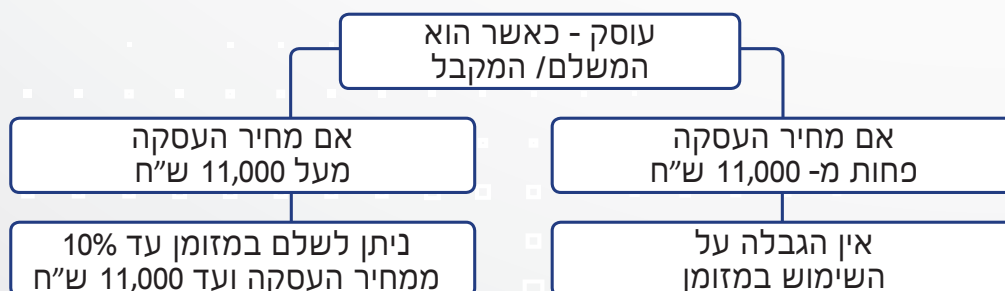 עוסק - כאשר הוא
המשלם/ המקבל
אם מחיר העסקה
פחות מ- 11,000 ש״ח
אין הגבלה על
השימוש במזומן
אם מחיר העסקה
מעל 11,000 ש״ח
ניתן לשלם במזומן עד 10%
ממחיר העסקה ועד 11,000 ש״ח